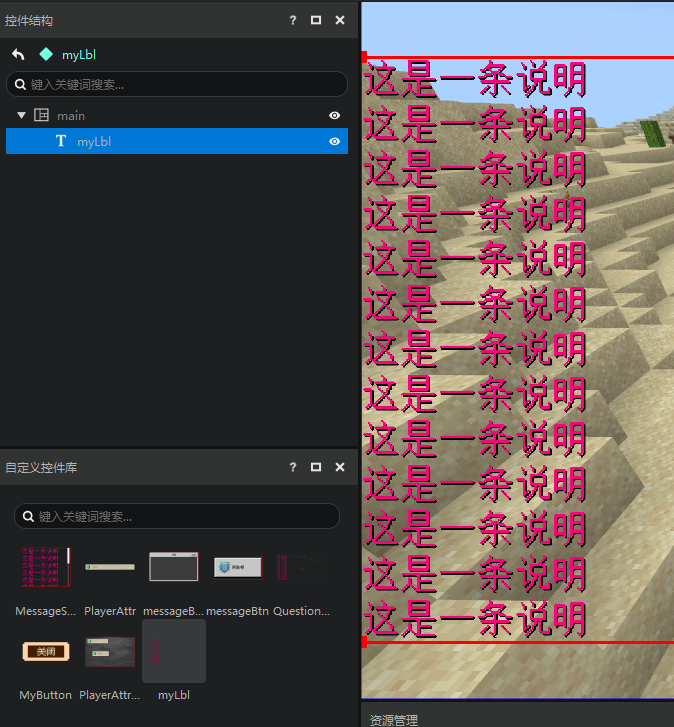 控件结构
myLbl
键入关键词搜索...
main
T myLbl
自定义控件库
键入关键词搜索...
MessageS... PlayerAttr messageB... messageBtn Question...
关闭
MyButton PlayerAttr... myLbl
这是一条说明
这是一条说明
这是一条说明
这是一条说明
这是一条说明
这是一条说明
这是一条说明
这是一条说明
这是一条说明
这是一条说明
这是一条说明
这是一条说明
这是一条说明
资源管理